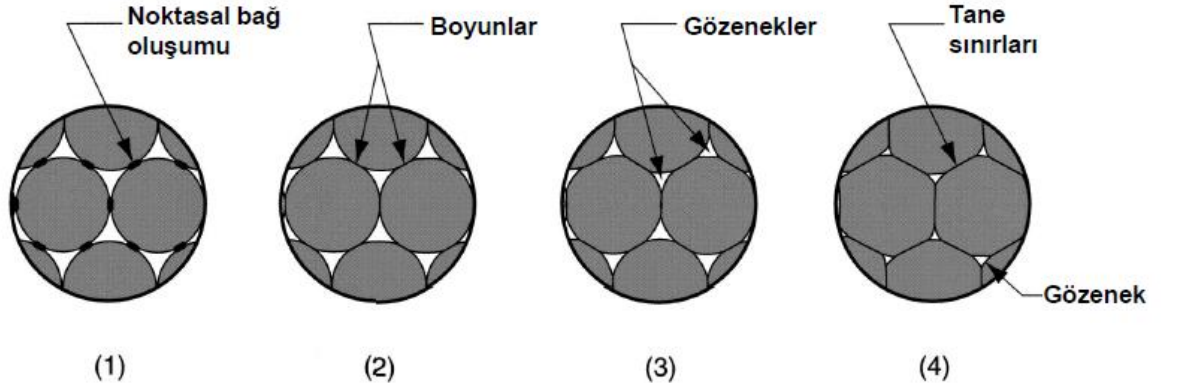 Noktasal bağ
oluşumu
Boyunlar
Gözenekler
Tane
sınırları
Gözenek
(1)
(2)
(3)
(4)